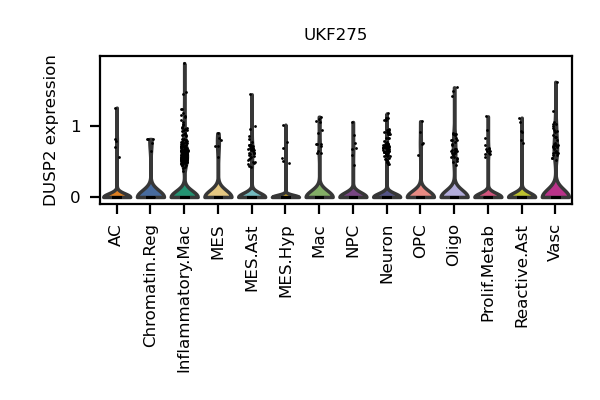 UKF275
DUSP2 expression
1
0
AC
Chromatin.Reg
Inflammatory.Mac
MES
MES.Ast
MES.Hyp
Mac
NPC
Neuron
OPC
Oligo
Prolif.Metab
Reactive.Ast
Vasc